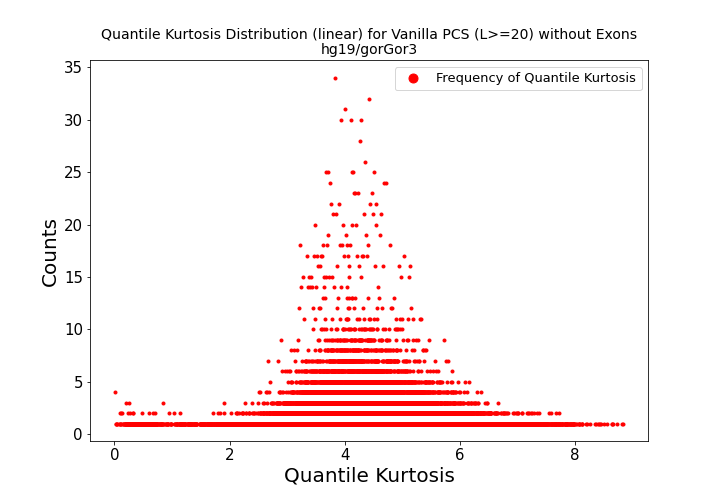 Quantile Kurtosis Distribution (linear) for Vanilla PCS (L>=20) without Exons
hg19/gorGor3
Frequency of Quantile Kurtosis
35
30
25
20
15
10
5
0
Counts
0 2 4 6 8
Quantile Kurtosis